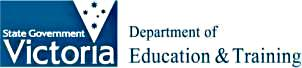 State Government
Victoria
Department of
Education & Training